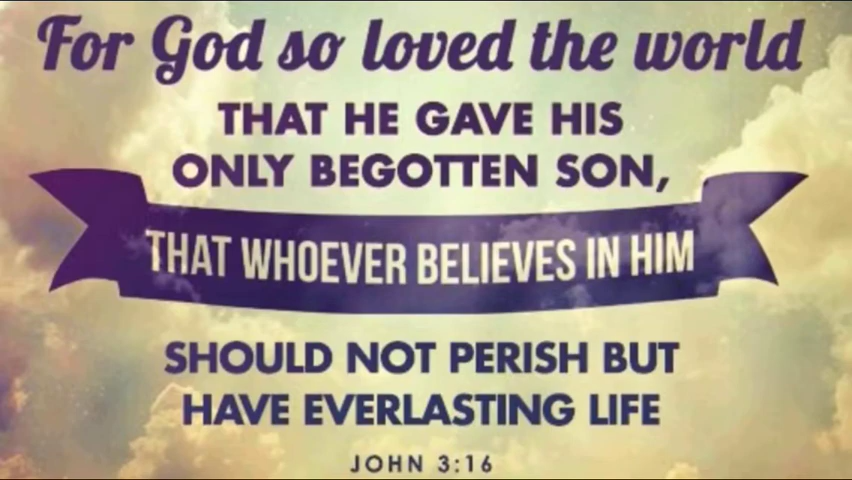 For God so loved the world
THAT HE GAVE HIS
ONLY BEGOTTEN SON,
THAT WHOEVER BELIEVES IN HIM
SHOULD NOT PERISH BUT
HAVE EVERLASTING LIFE
JOHN 3:16